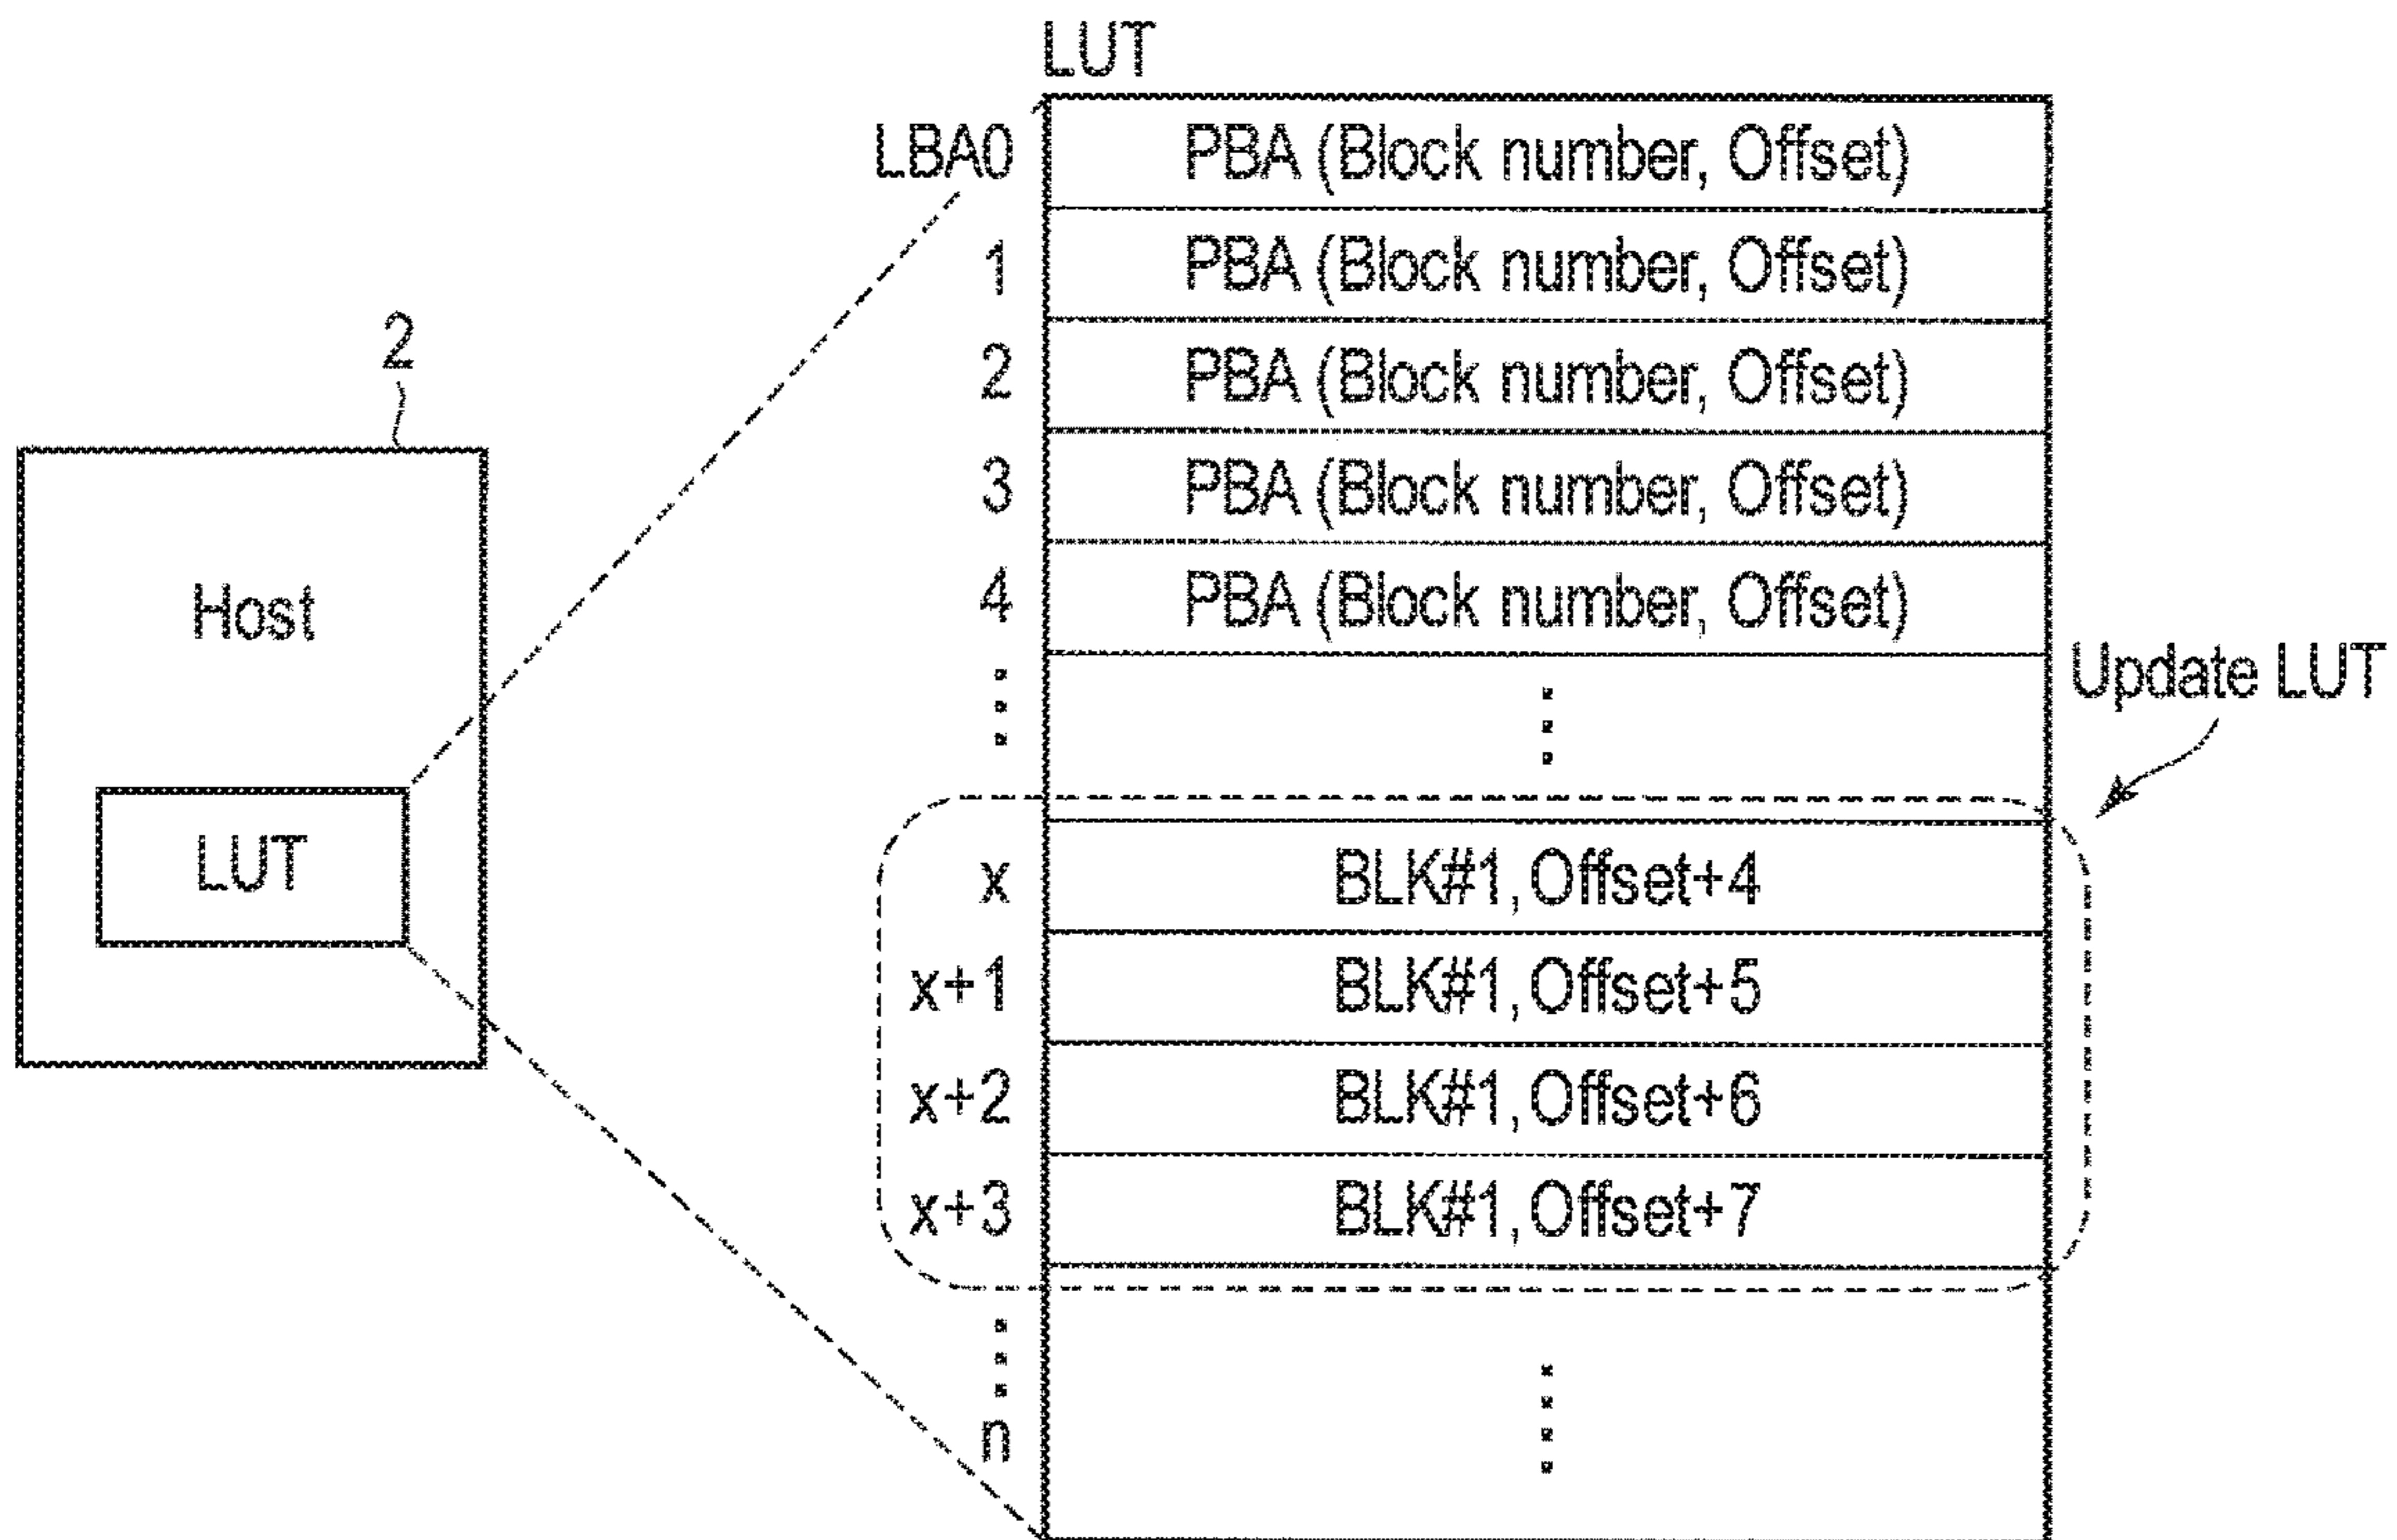 LUT
LBA0 PBA (Block number, Offset)
1 PBA (Block number, Offset)
2 PBA (Block number, Offset)
3 PBA (Block number, Offset)
4 PBA (Block number, Offset)
2
Host
LUT
Update LUT
x BLK#1, Offset+4
x+1 BLK#1, Offset+5
x+2 BLK#1, Offset+6
x+3 BLK#1, Offset+7
n